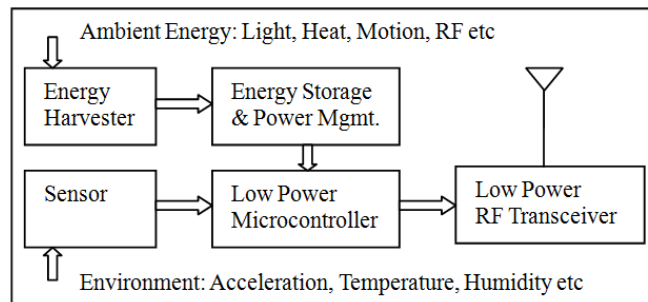 Ambient Energy: Light, Heat, Motion, RF etc
Energy
Harvester
Energy Storage
& Power Mgmt.
Sensor
Low Power
Microcontroller
Low Power
RF Transceiver
Environment: Acceleration, Temperature, Humidity etc